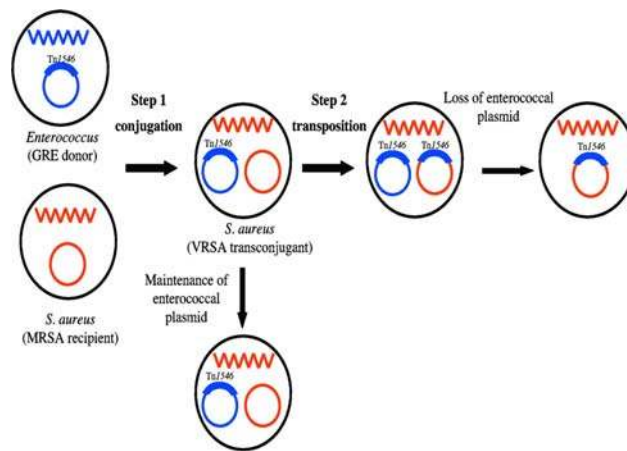 Tn1546
Enterococcus
(GRE donor)
S. aureus
(MRSA recipient)
Step 1
conjugation
Tn1546
S. aureus
(VRSA transconjugant)
Maintenance of
enterococcal
plasmid
Tn1546
Step 2
transposition
Tn1546 Tn1546
Loss of enterococcal
plasmid
Tn1546